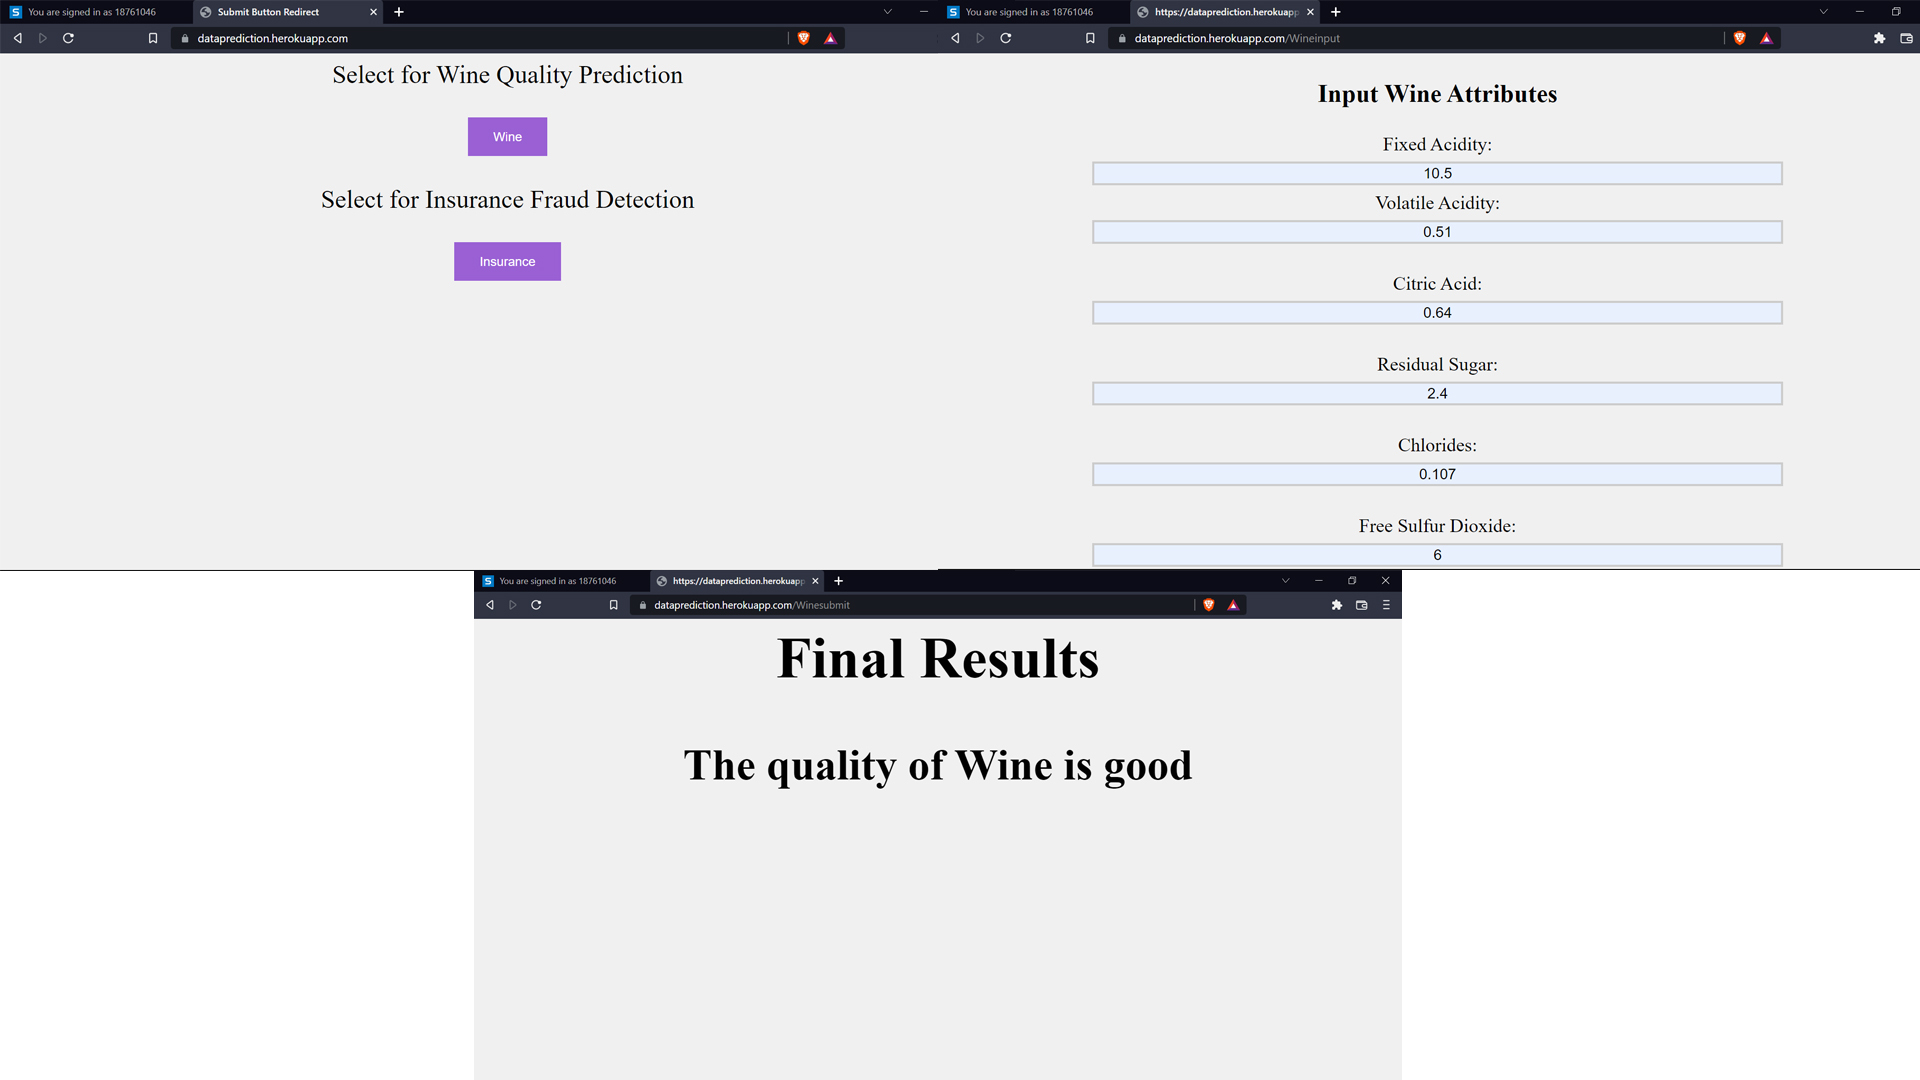 S You are signed in as 18761046
Submit Button Redirect
dataprediction.herokuapp.com
Select for Wine Quality Prediction
Wine
Select for Insurance Fraud Detection
Insurance
S You are signed in as 18761046
https://dataprediction.herokuapp
dataprediction.herokuapp.com/Wineinput
Input Wine Attributes
Fixed Acidity:
10.5
Volatile Acidity:
0.51
Citric Acid:
0.64
Residual Sugar:
2.4
Chlorides:
0.107
Free Sulfur Dioxide:
6
S You are signed in as 18761046
https://dataprediction.herokuapp
dataprediction.herokuapp.com/Winesubmit
Final Results
The quality of Wine is good